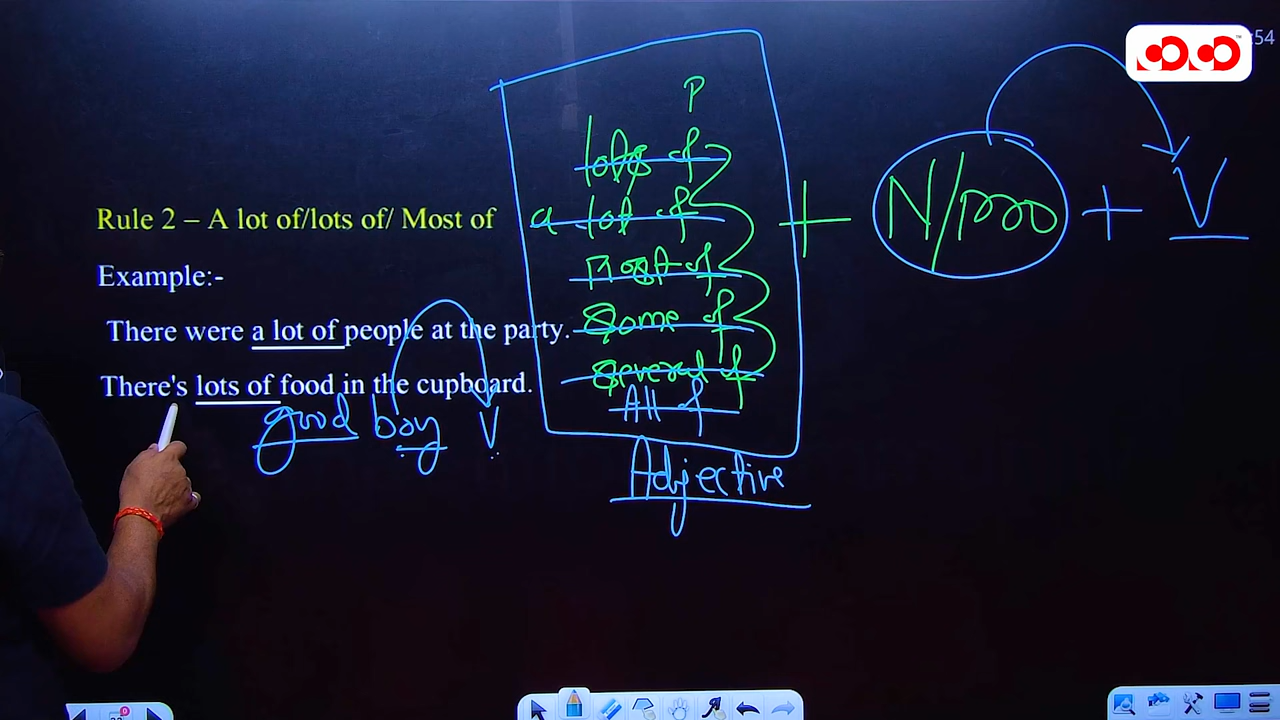 :54
P
lots of
Rule 2 – A lot of/lots of/ Most of
a lot of
+ N/pro + V
Example:-
Most of
There were a lot of people at the party.
Some of
There's lots of food in the cupboard.
Several of
good boy V
All of
Adjective